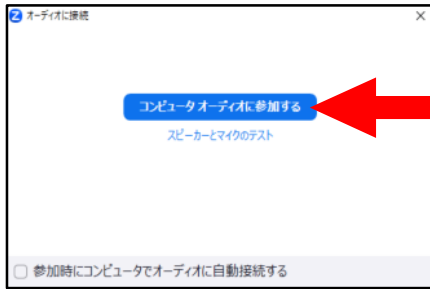 オーディオに接続
コンピュータ オーディオに参加する
スピーカーとマイクのテスト
参加時にコンピュータでオーディオに自動接続する